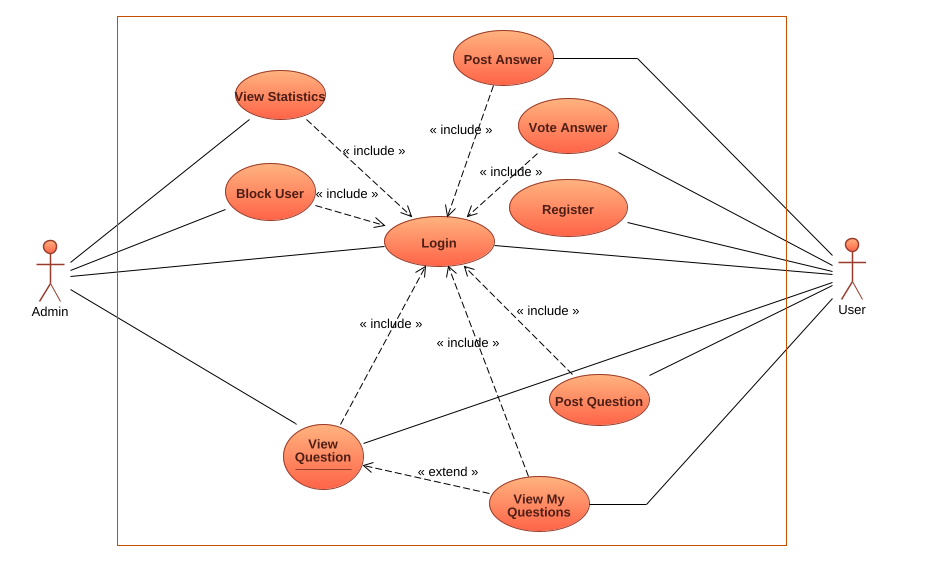 Post Answer
View Statistics
Vote Answer
« include »
« include »
« include »
Block User
« include »
Register
Login
Admin
User
« include »
« include »
« include »
Post Question
View
Question
« extend »
View My
Questions